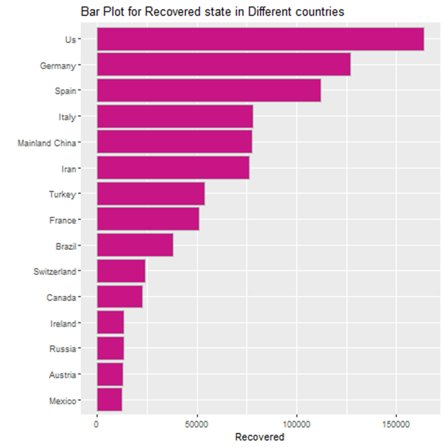 Bar Plot for Recovered state in Different countries
Us
Germany
Spain
Italy
Mainland China
Iran
Turkey
France
Brazil
Switzerland
Canada
Ireland
Russia
Austria
Mexico
0 50000 100000 150000
Recovered